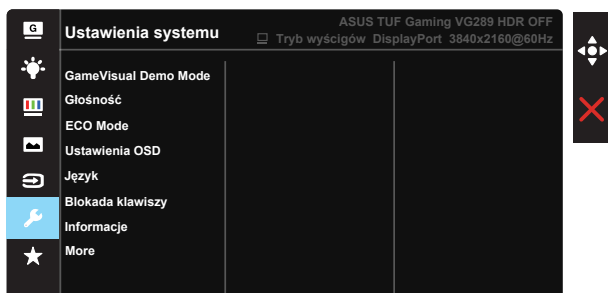 G
Ustawienia systemu
ASUS TUF Gaming VG289 HDR OFF
Tryb wyścigów DisplayPort 3840x2160@60Hz
GameVisual Demo Mode
Głośność
ECO Mode
Ustawienia OSD
Język
Blokada klawiszy
Informacje
More